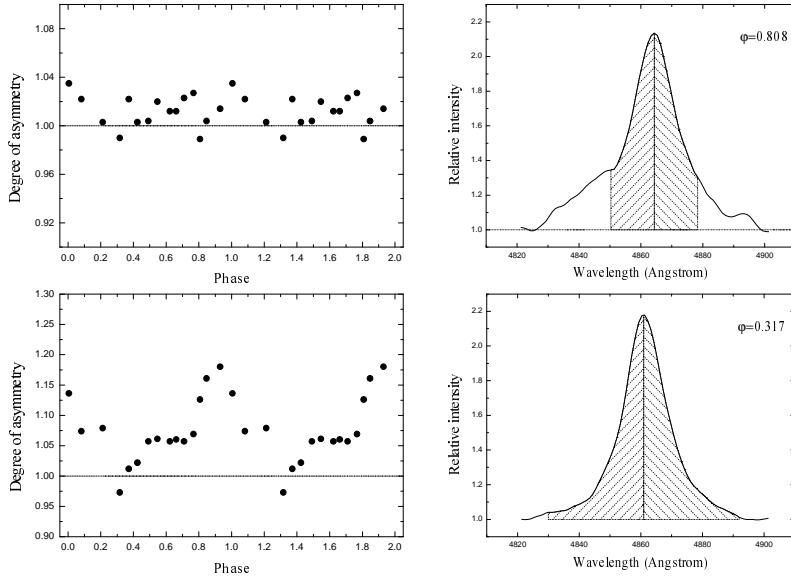 Degree of asymmetry
1.08
1.04
1.00
0.96
0.92
0.0 0.2 0.4 0.6 0.8 1.0 1.2 1.4 1.6 1.8 2.0
Phase
Relative intensity
2.2
2.0
1.8
1.6
1.4
1.2
1.0
φ=0.808
4820 4840 4860 4880 4900
Wavelength (Angstrom)
Degree of asymmetry
1.30
1.25
1.20
1.15
1.10
1.05
1.00
0.95
0.90
0.0 0.2 0.4 0.6 0.8 1.0 1.2 1.4 1.6 1.8 2.0
Phase
Relative intensity
2.2
2.0
1.8
1.6
1.4
1.2
1.0
φ=0.317
4820 4840 4860 4880 4900
Wavelength (Angstrom)